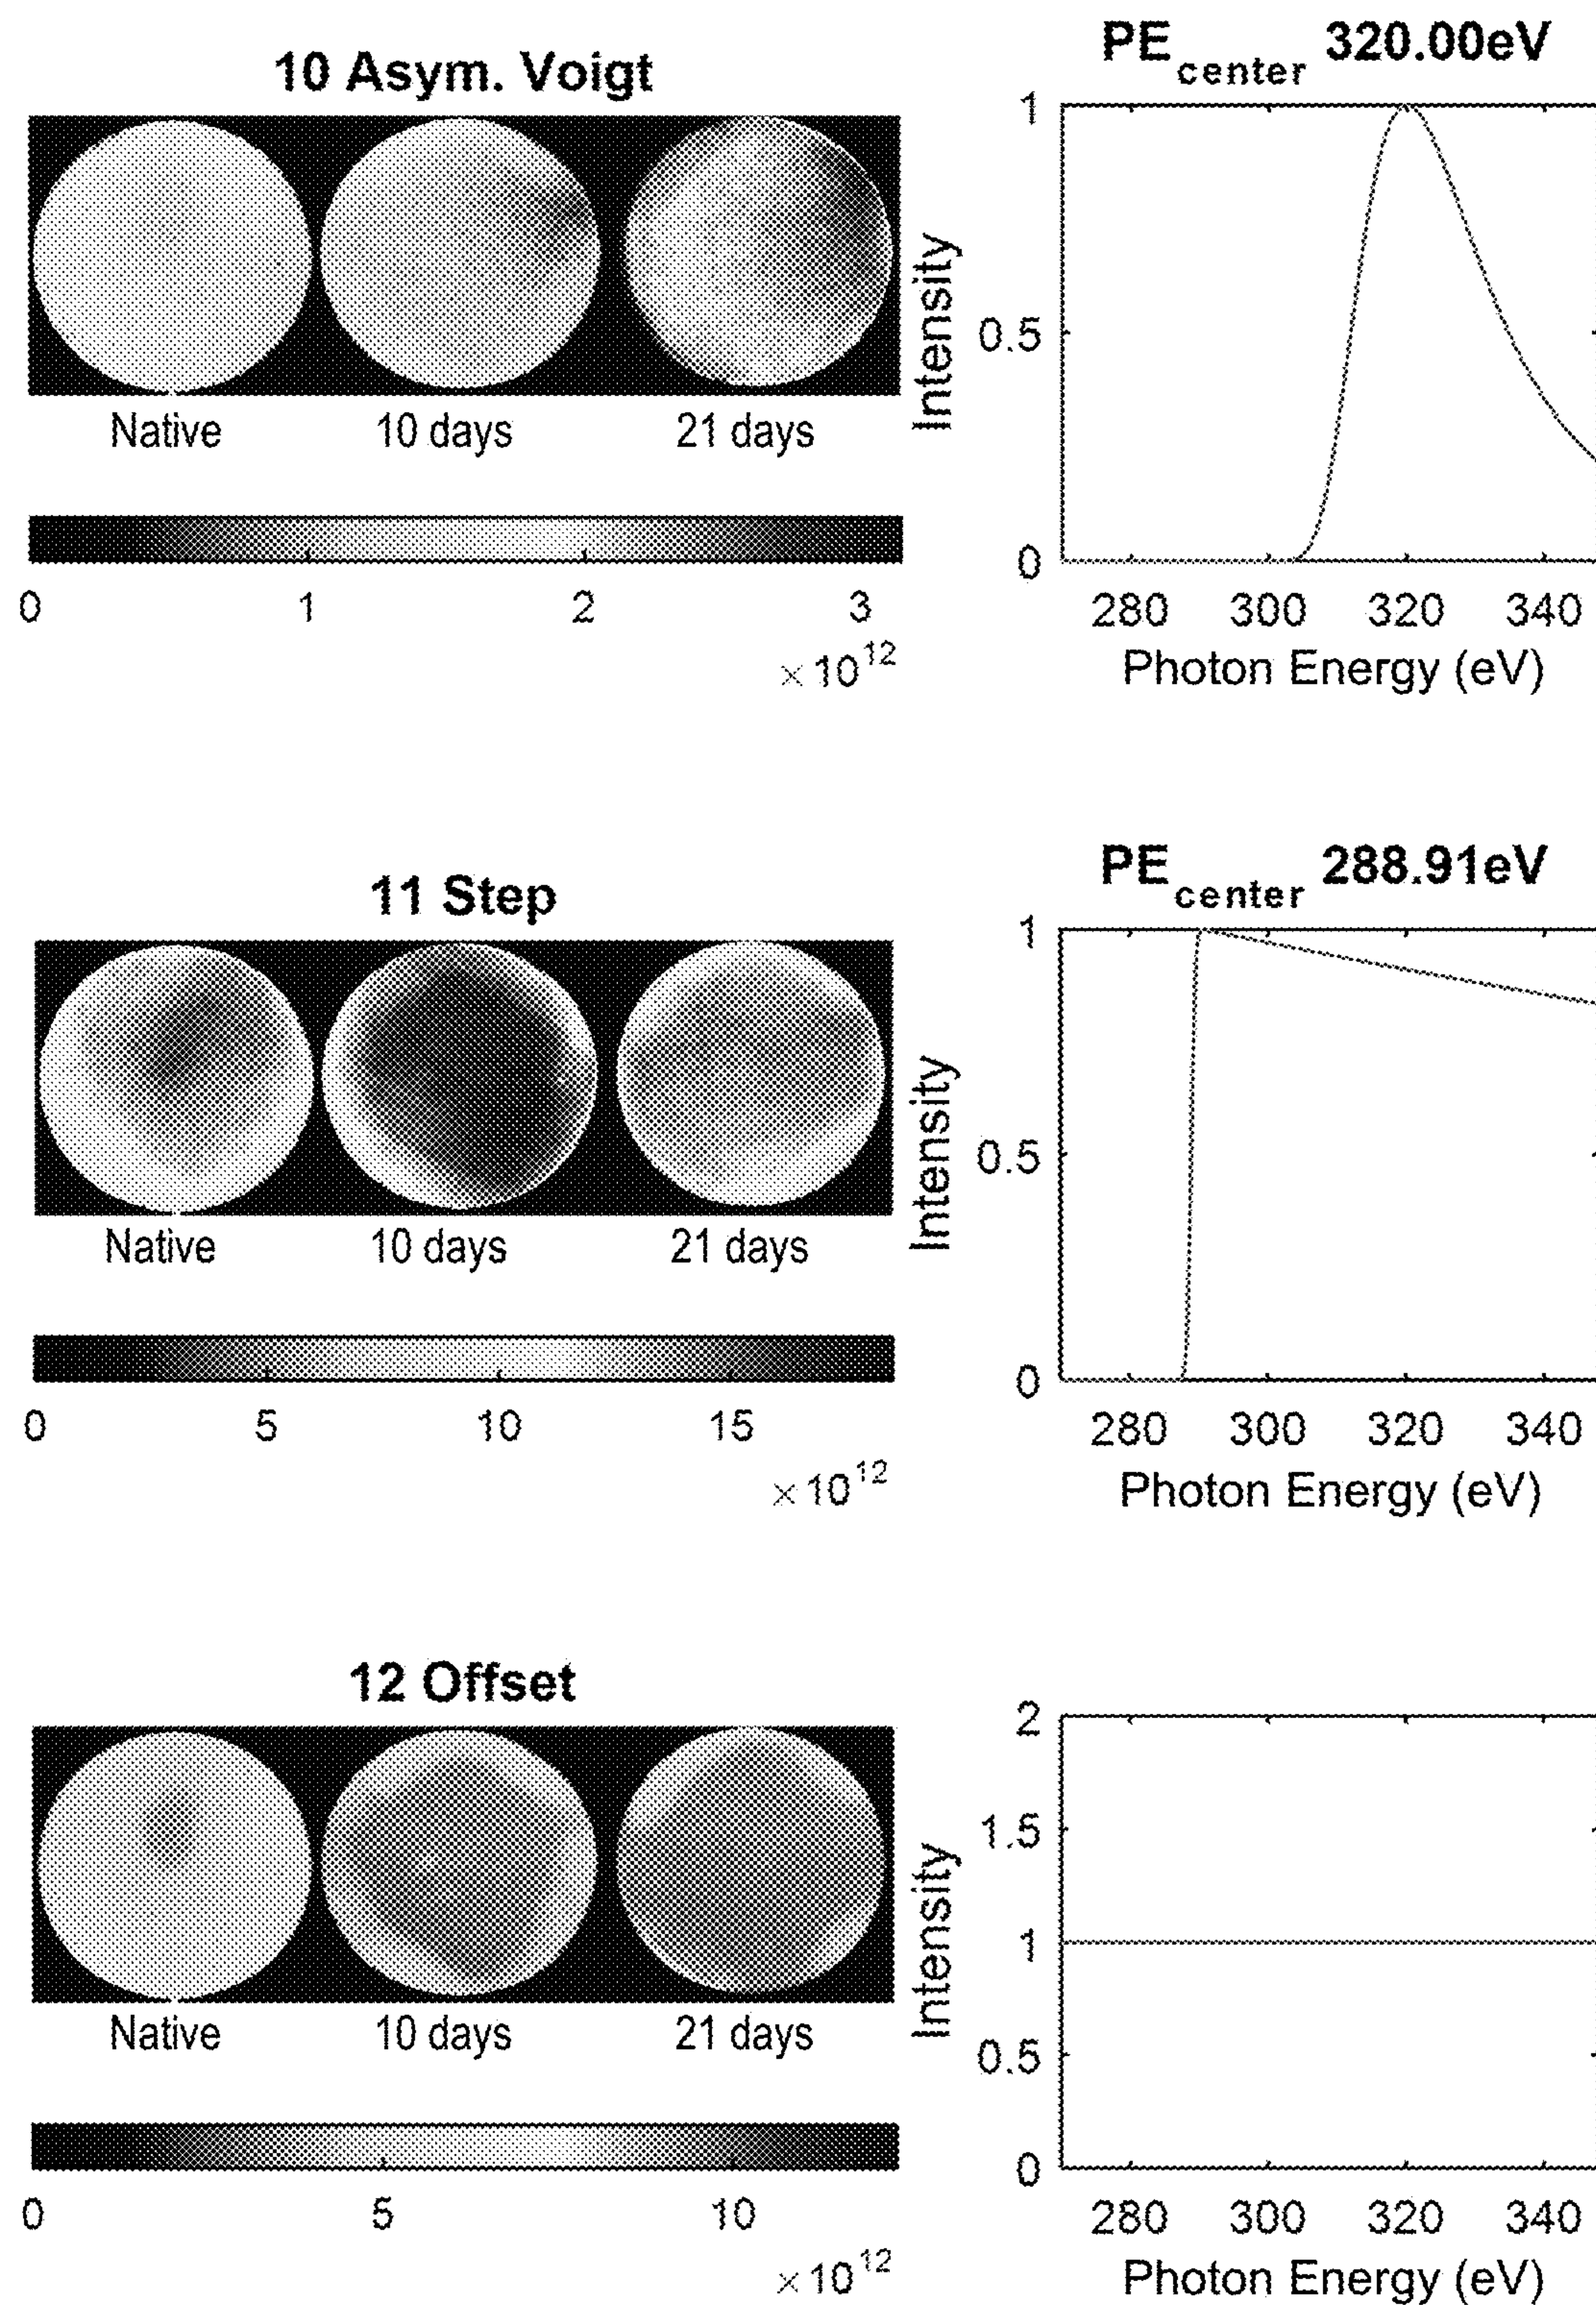 10 Asym. Voigt
Native 10 days 21 days
0 1 2 3
×10^12
PE_center 320.00eV
Intensity
1
0.5
0
280 300 320 340
Photon Energy (eV)
11 Step
Native 10 days 21 days
0 5 10 15
×10^12
PE_center 288.91eV
Intensity
1
0.5
0
280 300 320 340
Photon Energy (eV)
12 Offset
Native 10 days 21 days
0 5 10
×10^12
Intensity
2
1.5
1
0.5
0
280 300 320 340
Photon Energy (eV)